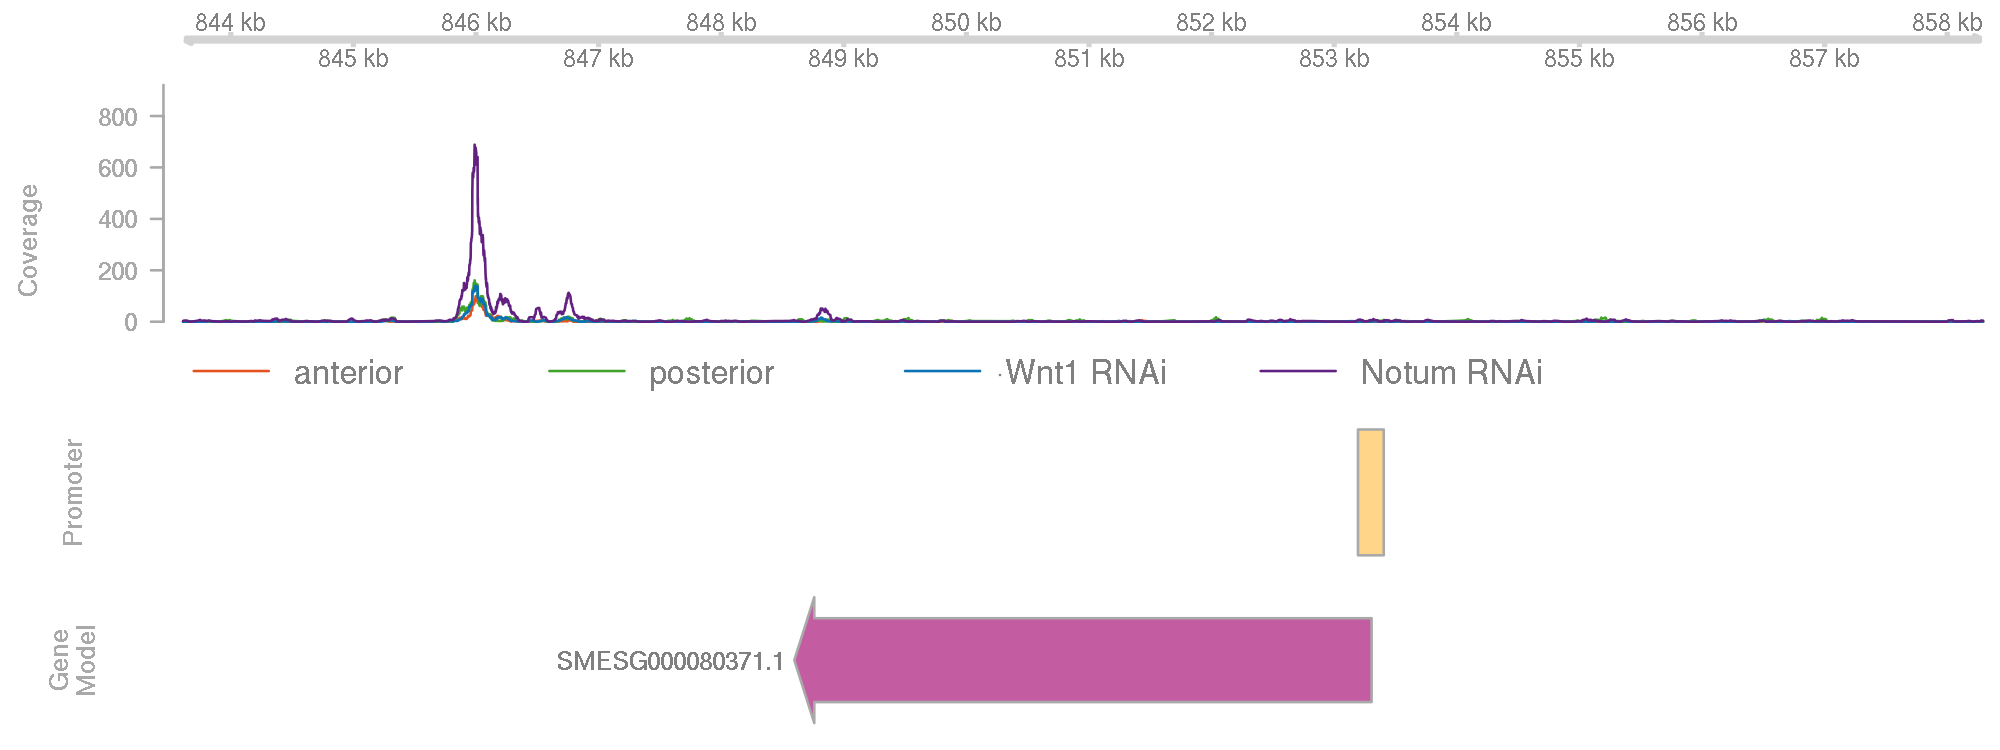 844 kb 846 kb 848 kb 850 kb 852 kb 854 kb 856 kb 858 kb
845 kb 847 kb 849 kb 851 kb 853 kb 855 kb 857 kb
Coverage
800
600
400
200
0
anterior posterior Wnt1 RNAi Notum RNAi
Promoter
Gene
Model
SMESG000080371.1